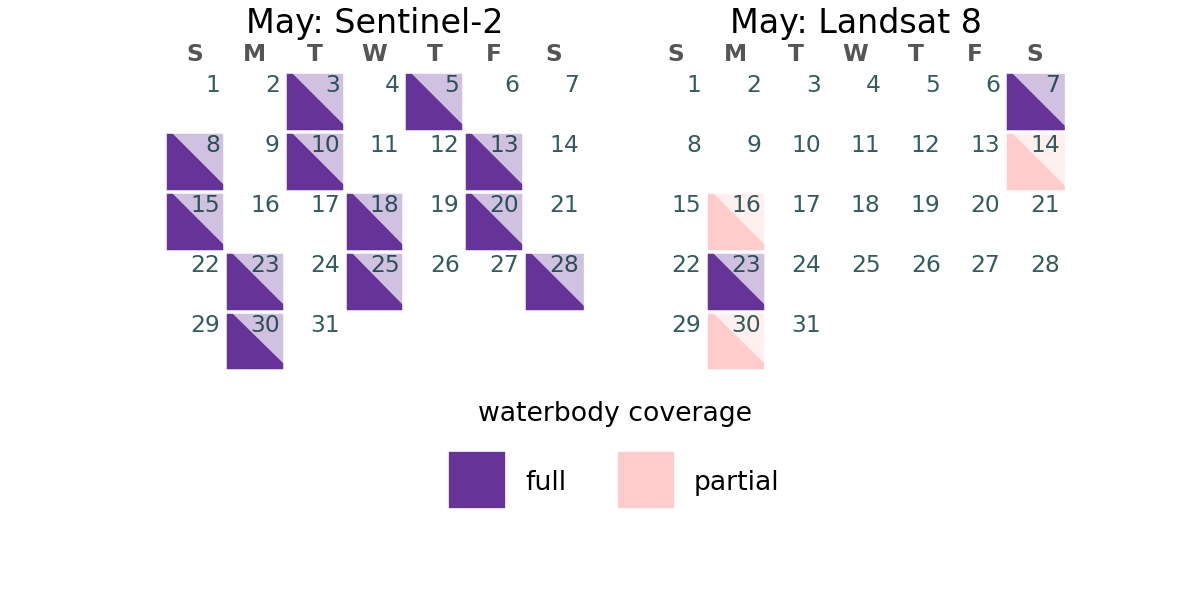 May: Sentinel-2
S M T W T F S
1 2 3 4 5 6 7
8 9 10 11 12 13 14
15 16 17 18 19 20 21
22 23 24 25 26 27 28
29 30 31
May: Landsat 8
S M T W T F S
1 2 3 4 5 6 7
8 9 10 11 12 13 14
15 16 17 18 19 20 21
22 23 24 25 26 27 28
29 30 31
waterbody coverage
full
partial